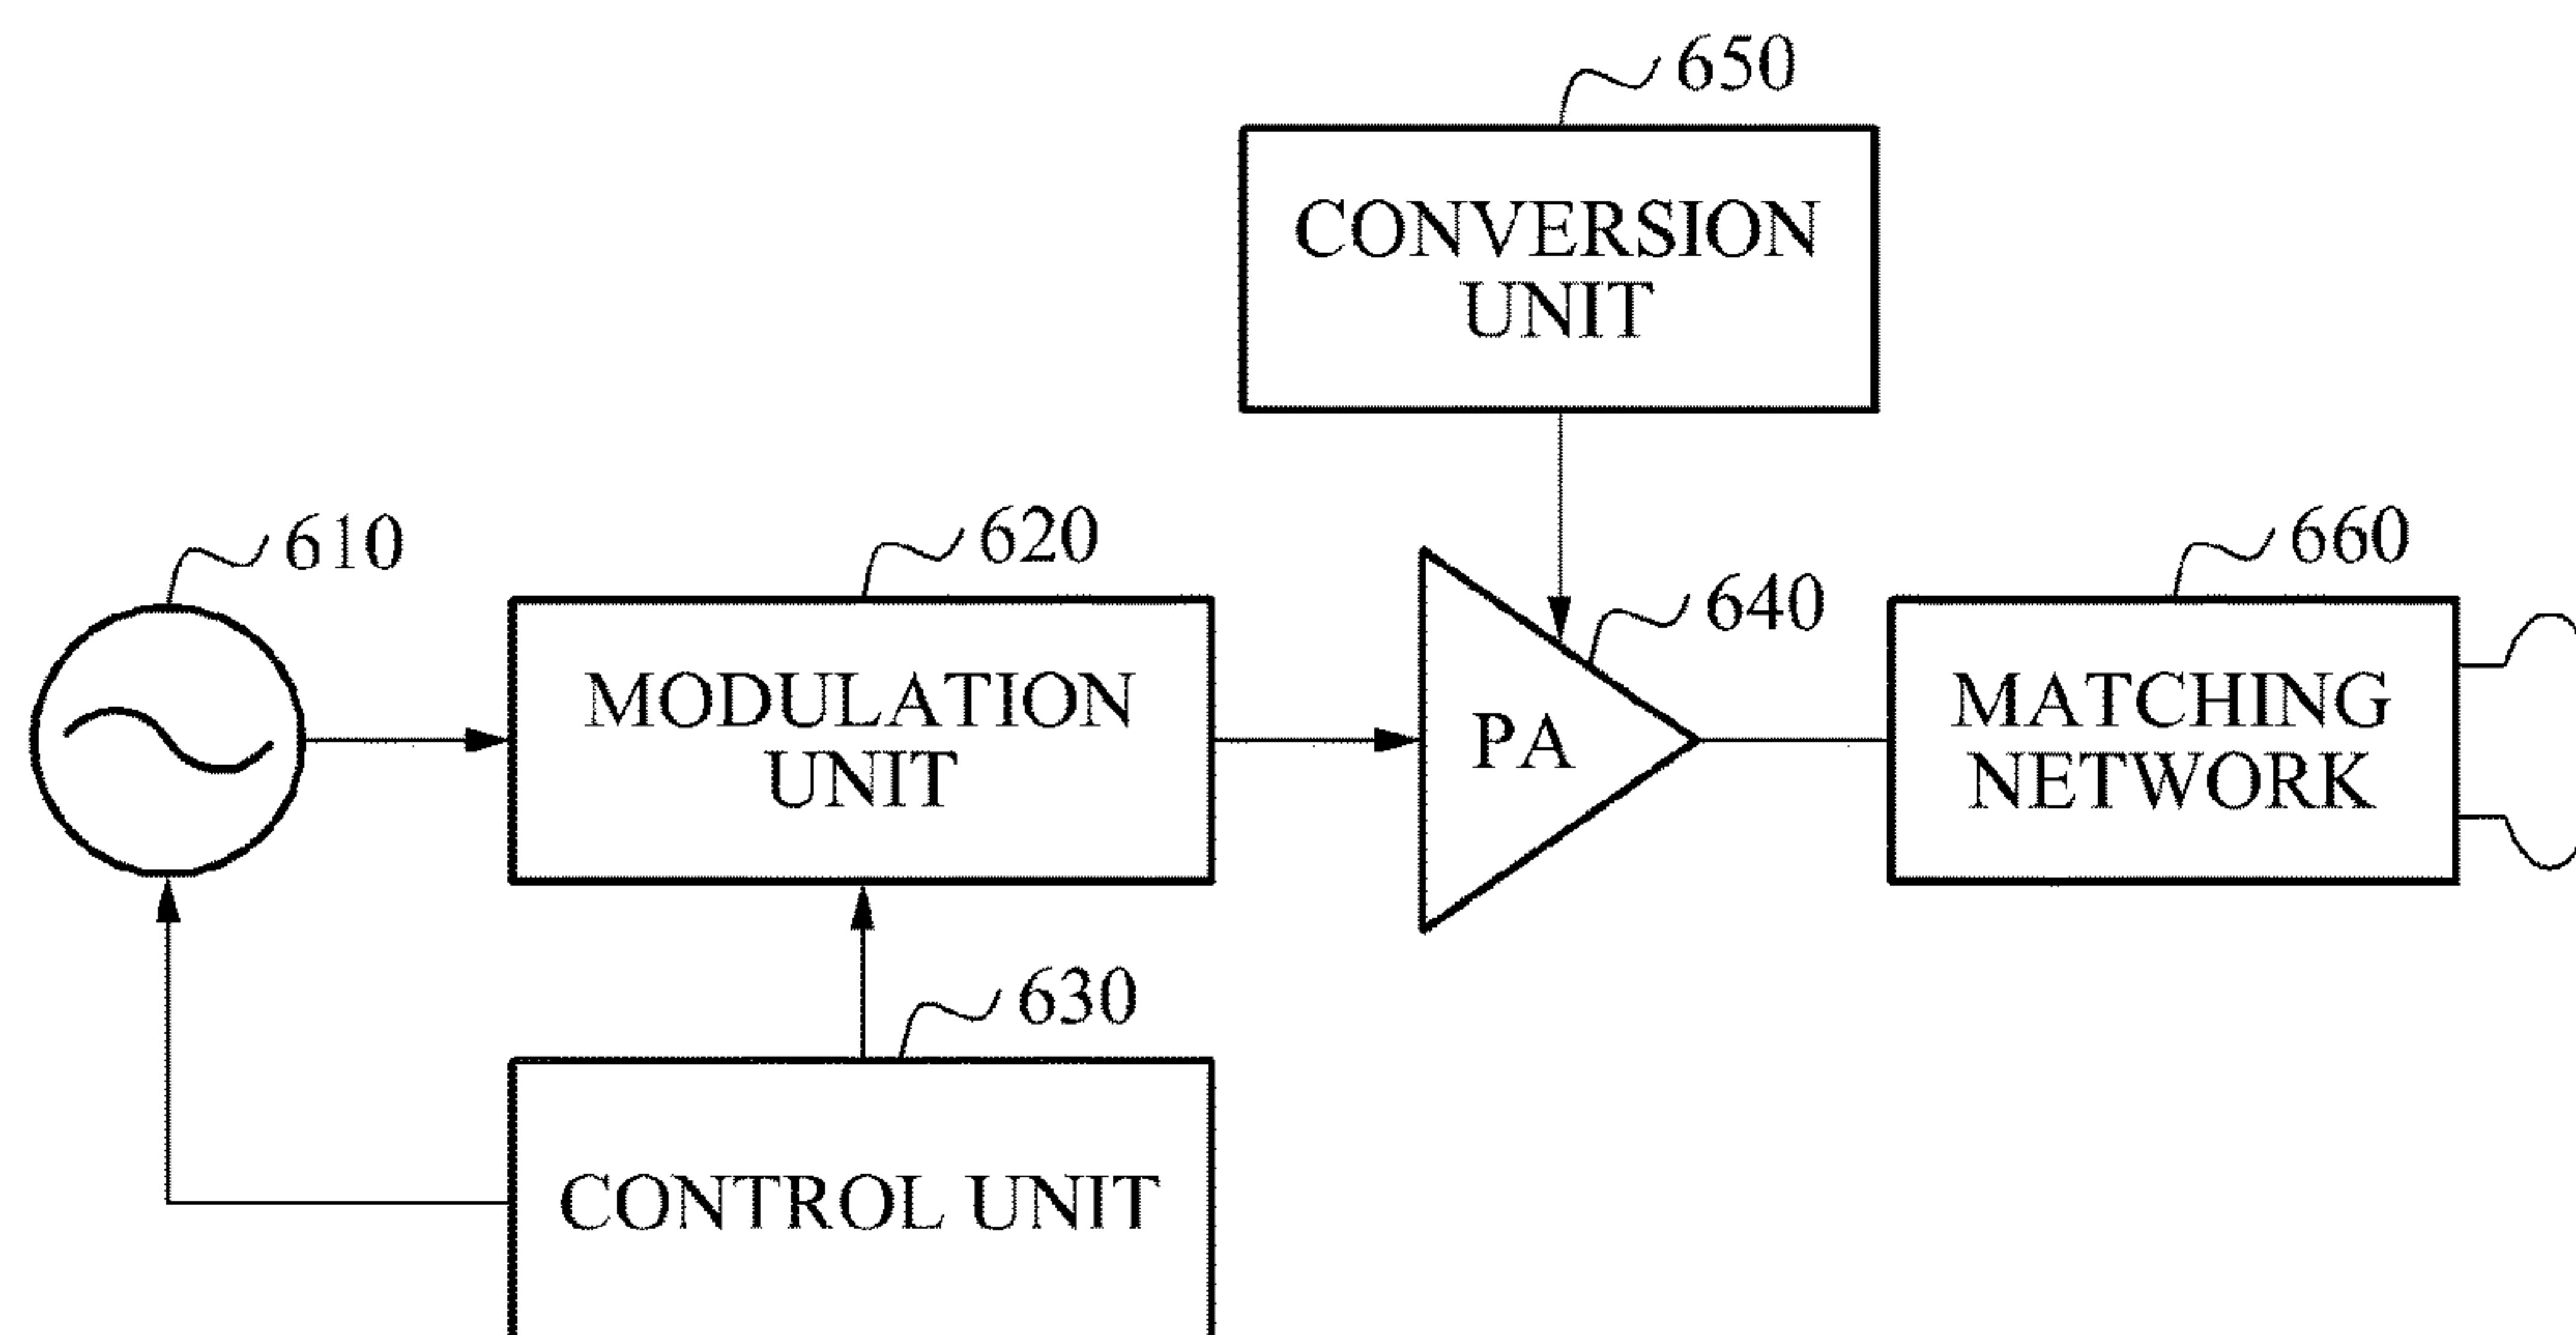 650
CONVERSION
UNIT
610
620
640
660
MODULATION
UNIT
PA
MATCHING
NETWORK
630
CONTROL UNIT